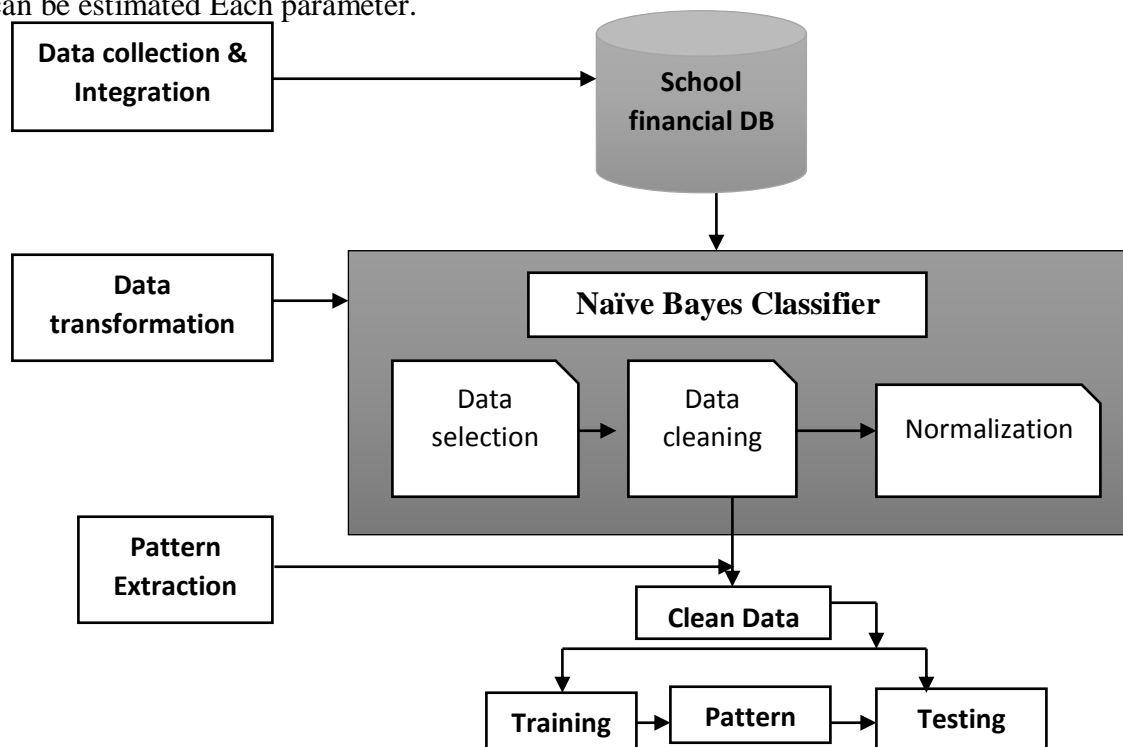 can be estimated Each parameter.
Data collection &
Integration
School
financial DB
Data
transformation
Naïve Bayes Classifier
Data
selection
Data
cleaning
Normalization
Pattern
Extraction
Clean Data
Training
Pattern
Testing